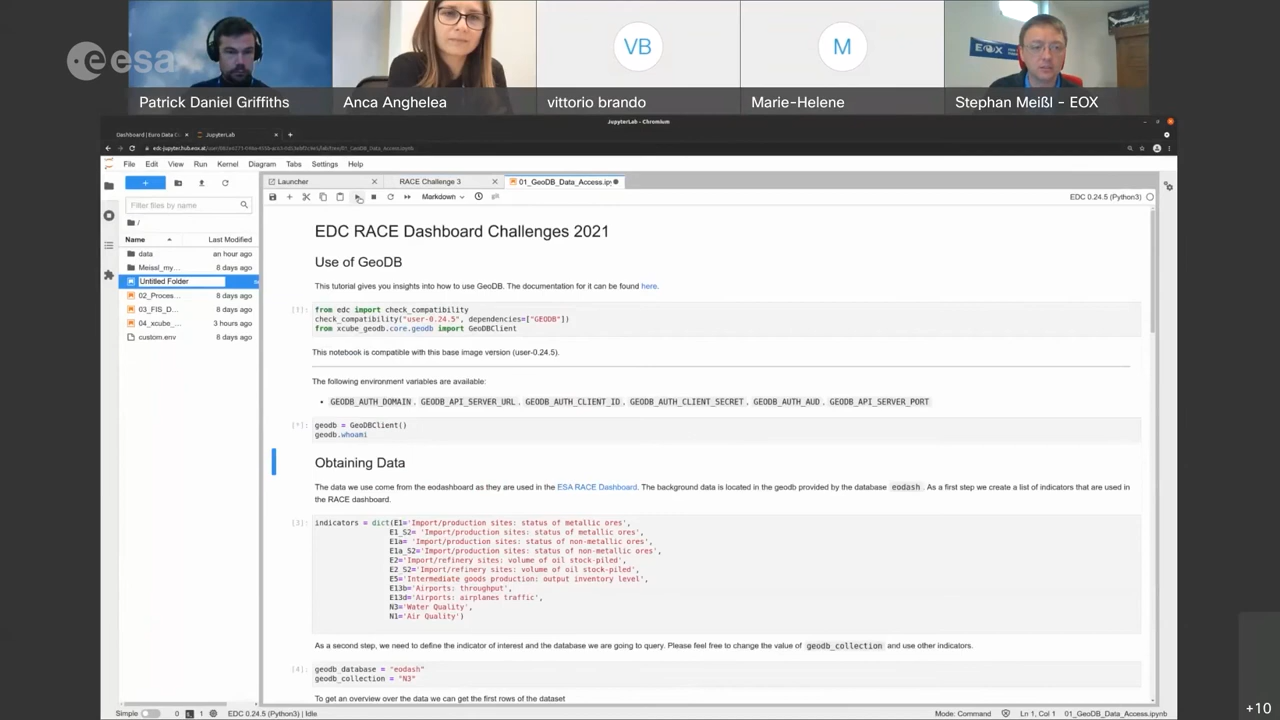 esa
VB
M
EOX
Patrick Daniel Griffiths
Anca Anghelea
vittorio brando
Marie-Helene
Stephan Meißl - EOX
JupyterLab - Chromium
Dashboard | Euro Data C
JupyterLab
File Edit View Run Kernel Diagram Tabs Settings Help
Launcher
RACE Challenge 3
01_GeoDB_Data_Access.ipy
Markdown
EDC 0.24.5 (Python3)
Filter files by name
/
Name
Last Modified
data
an hour ago
Meissl_my...
8 days ago
Untitled Folder
02_Proces...
8 days ago
03_FIS_D...
8 days ago
04_xcube_...
3 hours ago
custom.env
8 days ago
EDC RACE Dashboard Challenges 2021
Use of GeoDB
This tutorial gives you insights into how to use GeoDB. The documentation for it can be found here.
[1]:
from edc import check_compatibility
check_compatibility("user-0.24.5", dependencies=["GEODB"])
from xcube_geodb.core.geodb import GeoDBClient
This notebook is compatible with this base image version (user-0.24.5).
The following environment variables are available:
• GEODB_AUTH_DOMAIN, GEODB_API_SERVER_URL, GEODB_AUTH_CLIENT_ID, GEODB_AUTH_CLIENT_SECRET, GEODB_AUTH_AUD, GEODB_API_SERVER_PORT
[*]:
geodb = GeoDBClient()
geodb.whoami
Obtaining Data
The data we use come from the eodashboard as they are used in the ESA RACE Dashboard. The background data is located in the geodb provided by the database eodash. As a first step we create a list of indicators that are used in
the RACE dashboard.
[3]:
indicators = dict(E1='Import/production sites: status of metallic ores',
E1_S2= 'Import/production sites: status of metallic ores',
E1a= 'Import/production sites: status of non-metallic ores',
E1a_S2='Import/production sites: status of non-metallic ores',
E2='Import/refinery sites: volume of oil stock-piled',
E2_S2='Import/refinery sites: volume of oil stock-piled',
E5='Intermediate goods production: output inventory level',
E13b='Airports: throughput',
E13d='Airports: airplanes traffic',
N3='Water Quality',
N1='Air Quality')
As a second step, we need to define the indicator of interest and the database we are going to query. Please feel free to change the value of geodb_collection and use other indicators.
[4]:
geodb_database = "eodash"
geodb_collection = "N3"
To get an overview over the data we can get the first rows of the dataset
Simple 0 1 EDC 0.24.5 (Python3) | Idle
Mode: Command Ln 1, Col 1 01_GeoDB_Data_Access.ipynb
+10